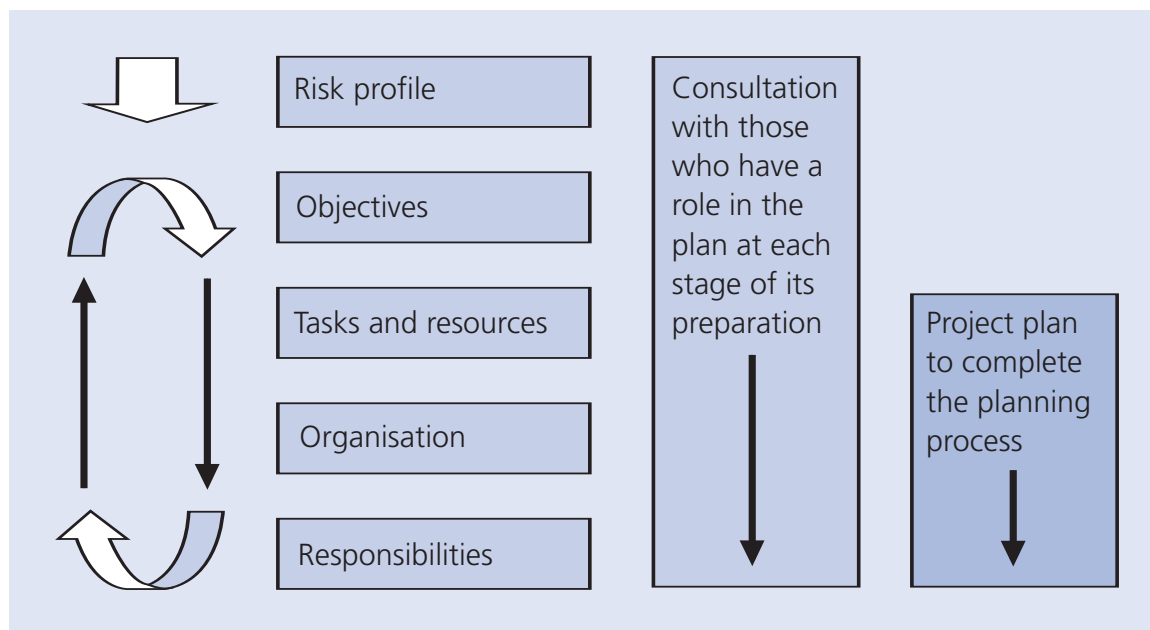 Risk profile
Objectives
Tasks and resources
Organisation
Responsibilities
Consultation
with those
who have a
role in the
plan at each
stage of its
preparation
Project plan
to complete
the planning
process